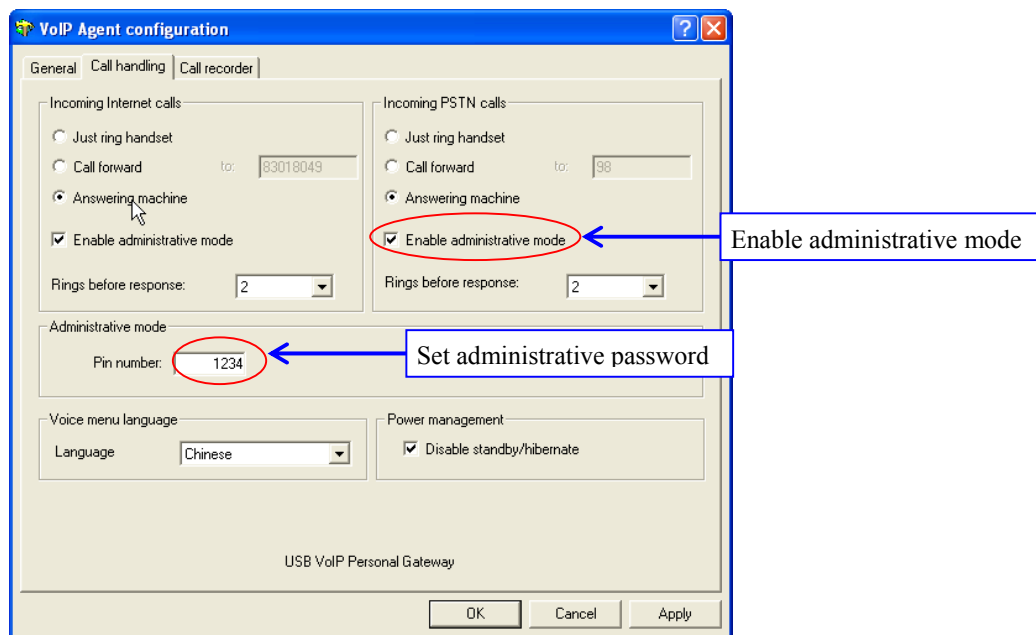 VoIP Agent configuration
General Call handling Call recorder
Incoming Internet calls
Just ring handset
Call forward to: 83018049
Answering machine
Enable administrative mode
Rings before response: 2
Incoming PSTN calls
Just ring handset
Call forward to: 98
Answering machine
Enable administrative mode
Rings before response: 2
Enable administrative mode
Administrative mode
Pin number: 1234
Set administrative password
Voice menu language
Language Chinese
Power management
Disable standby/hibernate
USB VoIP Personal Gateway
OK Cancel Apply